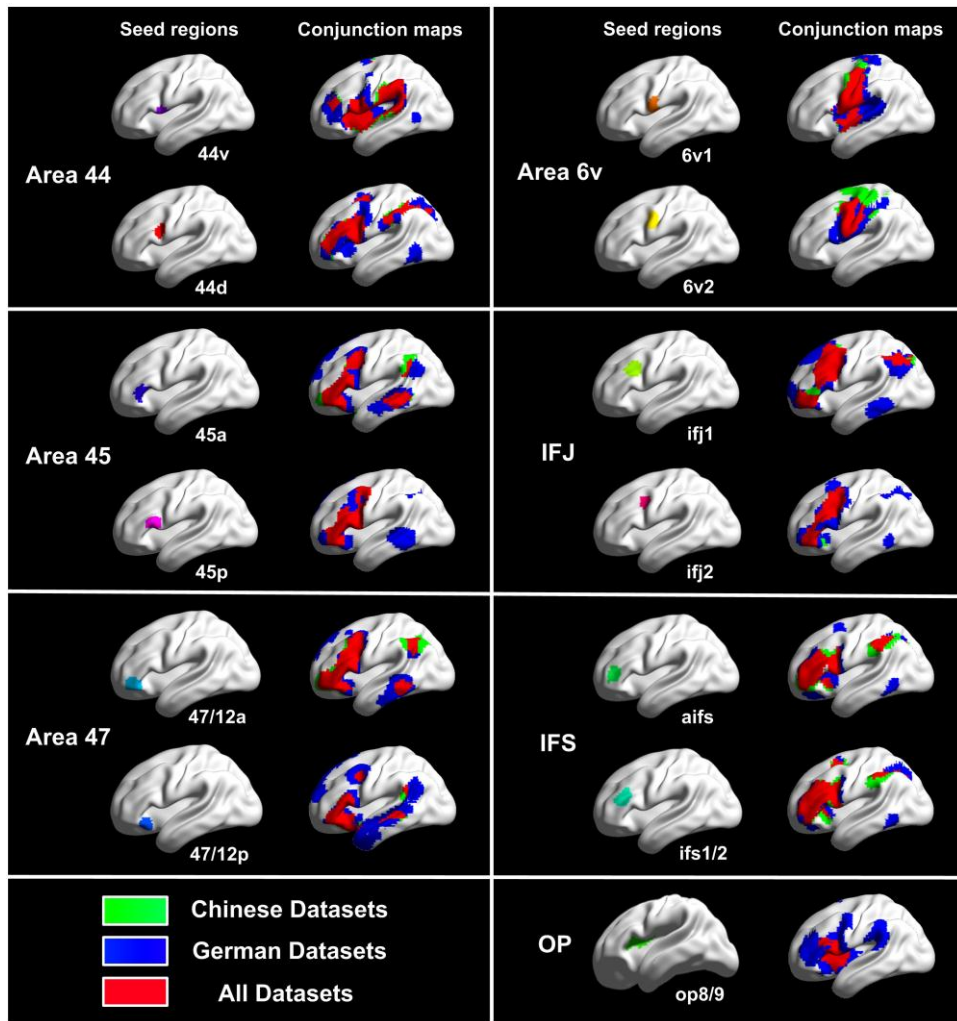 Seed regions
Conjunction maps
44v
Area 44
44d
Seed regions
Conjunction maps
6v1
Area 6v
6v2
45a
Area 45
45p
ifj1
IFJ
ifj2
47/12a
Area 47
47/12p
aifs
IFS
ifs1/2
Chinese Datasets
German Datasets
All Datasets
OP
op8/9